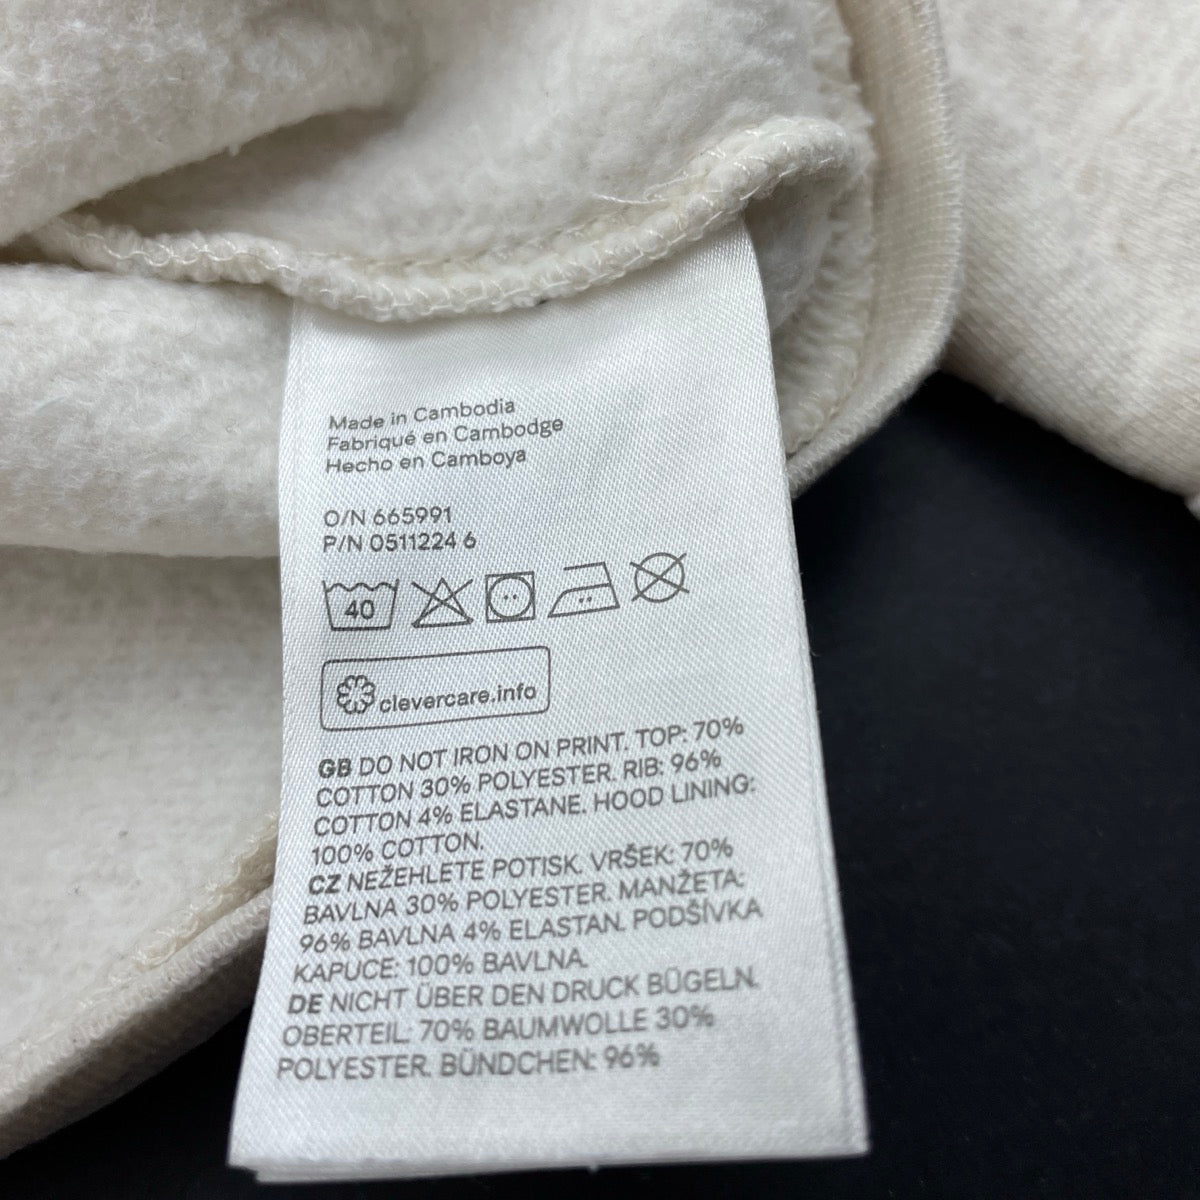 Made in Cambodia
Fabriqué en Cambodge
Hecho en Camboya
O/N 665991
P/N 0511224 6
40
clevercare.info
GB DO NOT IRON ON PRINT. TOP: 70%
COTTON 30% POLYESTER. RIB: 96%
COTTON 4% ELASTANE. HOOD LINING:
100% COTTON.
CZ NEŽEHLETE POTISK. VRŠEK: 70%
BAVLNA 30% POLYESTER. MANŽETA:
96% BAVLNA 4% ELASTAN. PODŠÍVKA
KAPUCE: 100% BAVLNA.
DE NICHT ÜBER DEN DRUCK BÜGELN.
OBERTEIL: 70% BAUMWOLLE 30%
POLYESTER. BÜNDCHEN: 96%